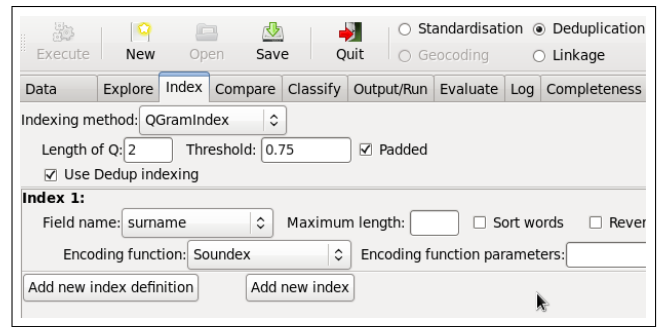 Execute New Open Save Quit Standardisation Deduplication
Geocoding Linkage
Data Explore Index Compare Classify Output/Run Evaluate Log Completeness
Indexing method: QGramIndex
Length of Q: 2 Threshold: 0.75 Padded
Use Dedup indexing
Index 1:
Field name: surname Maximum length: Sort words Rever
Encoding function: Soundex Encoding function parameters:
Add new index definition Add new index